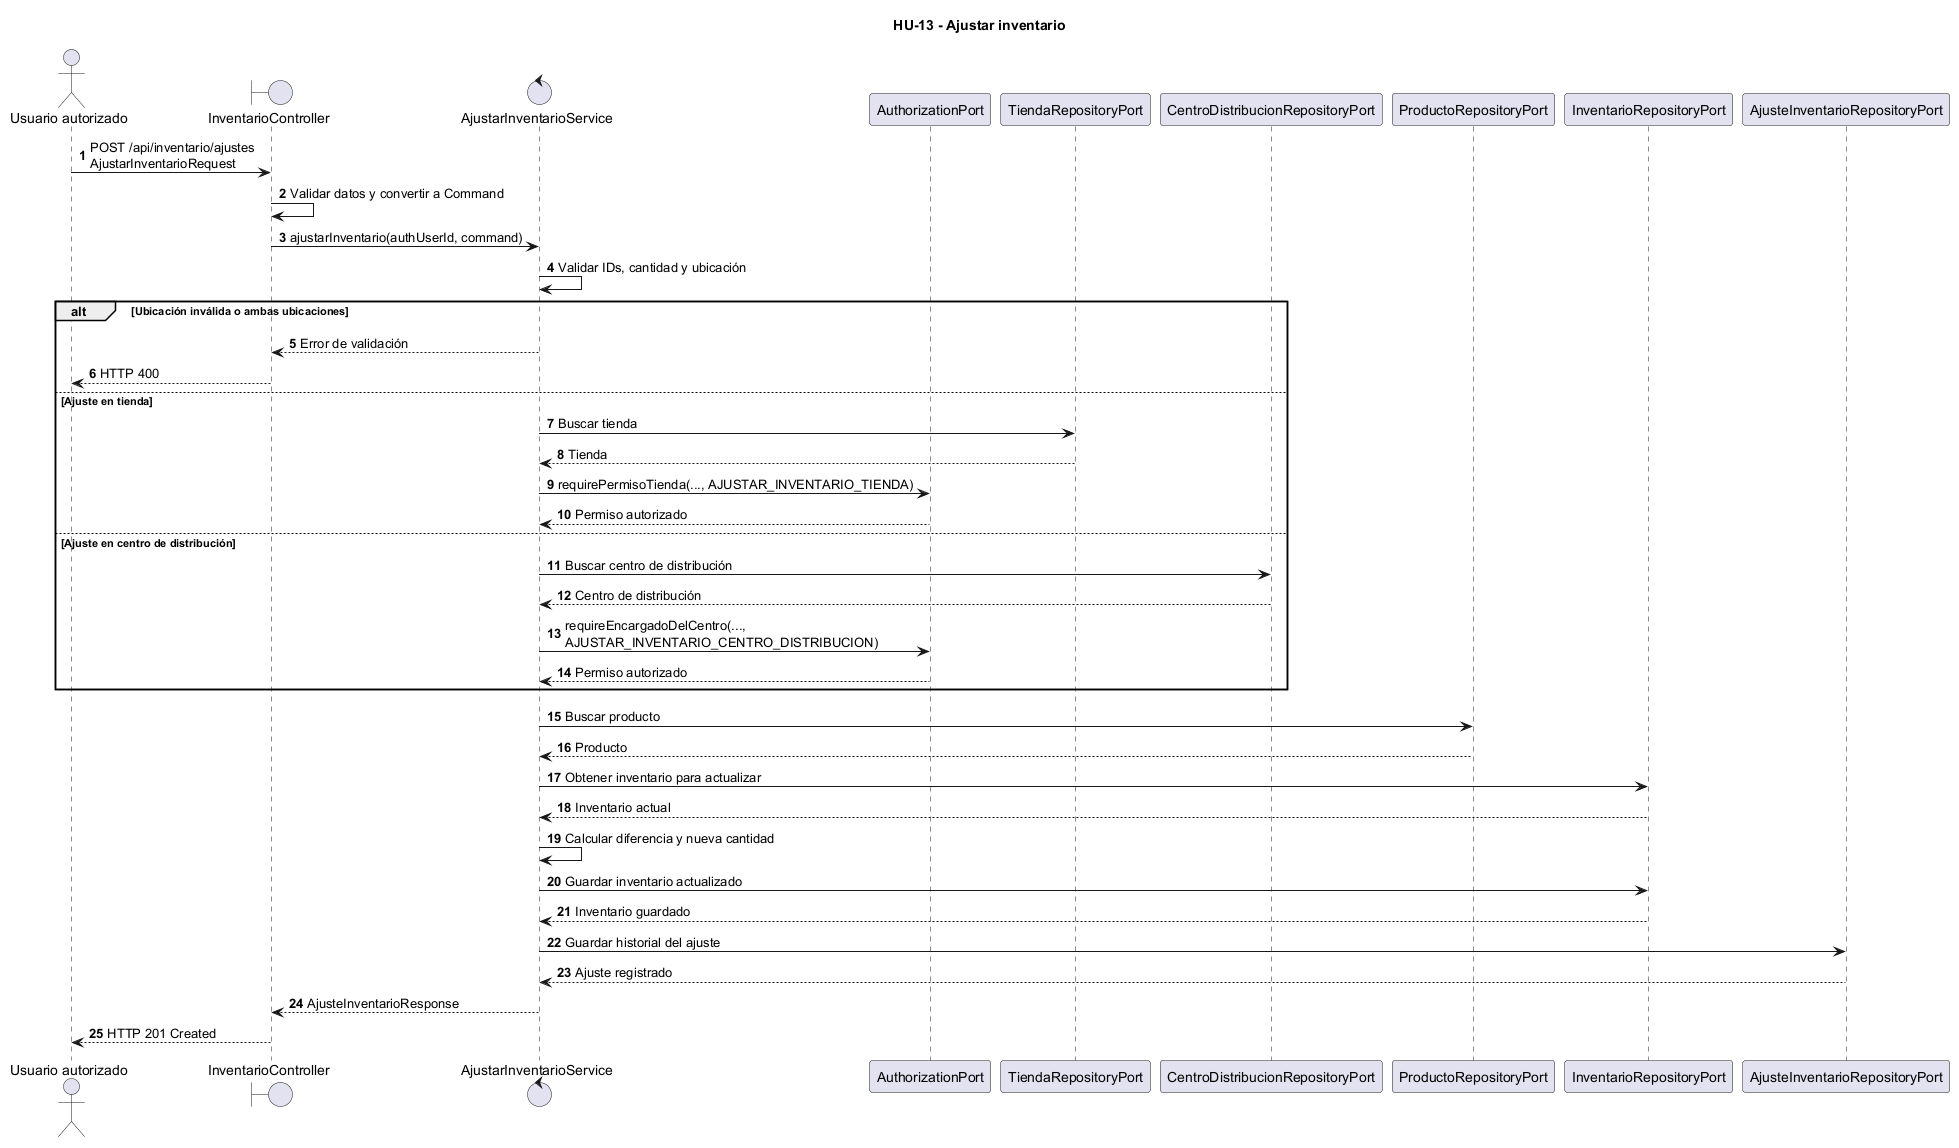 HU-13 - Ajustar inventario
Usuario autorizado
InventarioController
AjustarInventarioService
AuthorizationPort
TiendaRepositoryPort
CentroDistribucionRepositoryPort
ProductoRepositoryPort
InventarioRepositoryPort
AjusteInventarioRepositoryPort
1 POST /api/inventario/ajustes
AjustarInventarioRequest
2 Validar datos y convertir a Command
3 ajustarInventario(authUserId, command)
4 Validar IDs, cantidad y ubicación
alt [Ubicación inválida o ambas ubicaciones]
5 Error de validación
6 HTTP 400
[Ajuste en tienda]
7 Buscar tienda
8 Tienda
9 requirePermisoTienda(..., AJUSTAR_INVENTARIO_TIENDA)
10 Permiso autorizado
[Ajuste en centro de distribución]
11 Buscar centro de distribución
12 Centro de distribución
13 requireEncargadoDelCentro(...,
AJUSTAR_INVENTARIO_CENTRO_DISTRIBUCION)
14 Permiso autorizado
15 Buscar producto
16 Producto
17 Obtener inventario para actualizar
18 Inventario actual
19 Calcular diferencia y nueva cantidad
20 Guardar inventario actualizado
21 Inventario guardado
22 Guardar historial del ajuste
23 Ajuste registrado
24 AjusteInventarioResponse
25 HTTP 201 Created
Usuario autorizado
InventarioController
AjustarInventarioService
AuthorizationPort
TiendaRepositoryPort
CentroDistribucionRepositoryPort
ProductoRepositoryPort
InventarioRepositoryPort
AjusteInventarioRepositoryPort